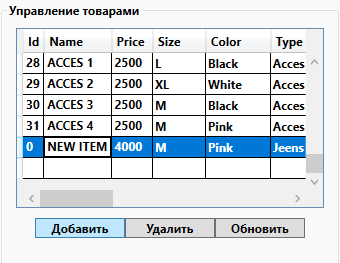 Управление товарами
Id Name Price Size Color Type
28 ACCES 1 2500 L Black Acces
29 ACCES 2 2500 XL White Acces
30 ACCES 3 2500 M Black Acces
31 ACCES 4 2500 M Pink Acces
0 NEW ITEM 4000 M Pink Jeens
Добавить Удалить Обновить